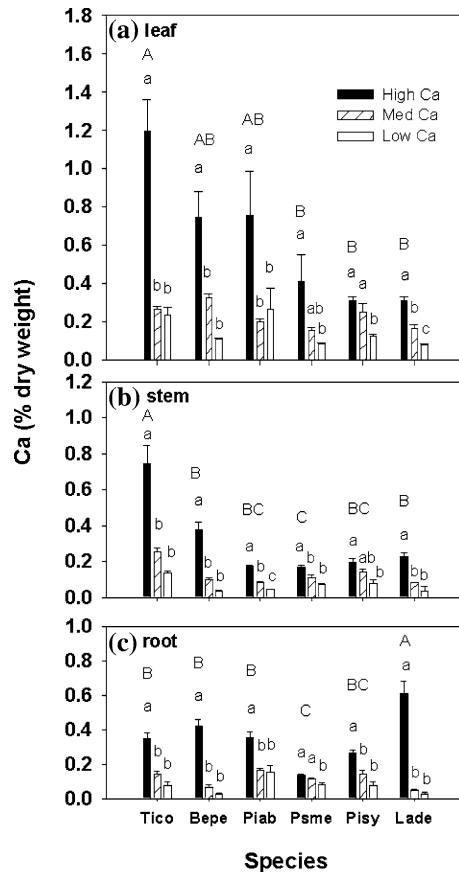 (a) leaf
High Ca
Med Ca
Low Ca
A
a
b b
AB
a
b
b
AB
a
b
b
B
a
ab
b
B
a a
b
B
a
b
c
1.8
1.6
1.4
1.2
1.0
0.8
0.6
0.4
0.2
0.0
(b) stem
A
a
b
b
B
a
b
b
BC
a
b
c
C
a
b
b
BC
a
ab
b
B
a
b
b
1.2
1.0
0.8
0.6
0.4
0.2
0.0
(c) root
B
a
b
b
B
a
b
b
B
a
b b
C
a a
b
BC
a
b
b
A
a
b
b
1.0
0.8
0.6
0.4
0.2
0.0
Ca (% dry weight)
Tico Bepe Piab Psme Pisy Lade
Species